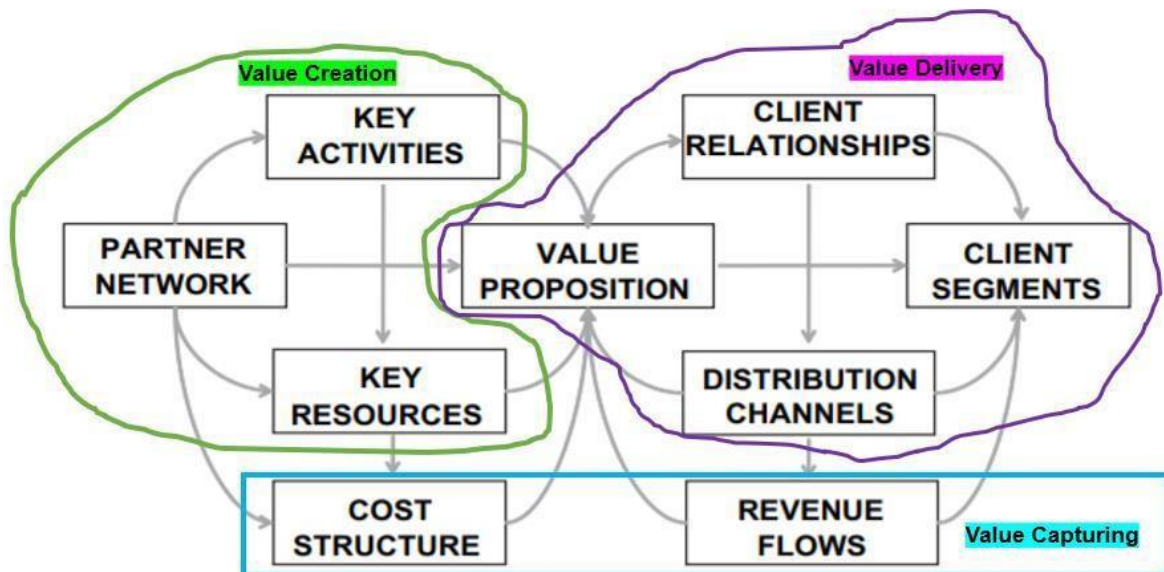 Value Creation
Value Delivery
KEY
ACTIVITIES
CLIENT
RELATIONSHIPS
PARTNER
NETWORK
VALUE
PROPOSITION
CLIENT
SEGMENTS
KEY
RESOURCES
DISTRIBUTION
CHANNELS
COST
STRUCTURE
REVENUE
FLOWS
Value Capturing